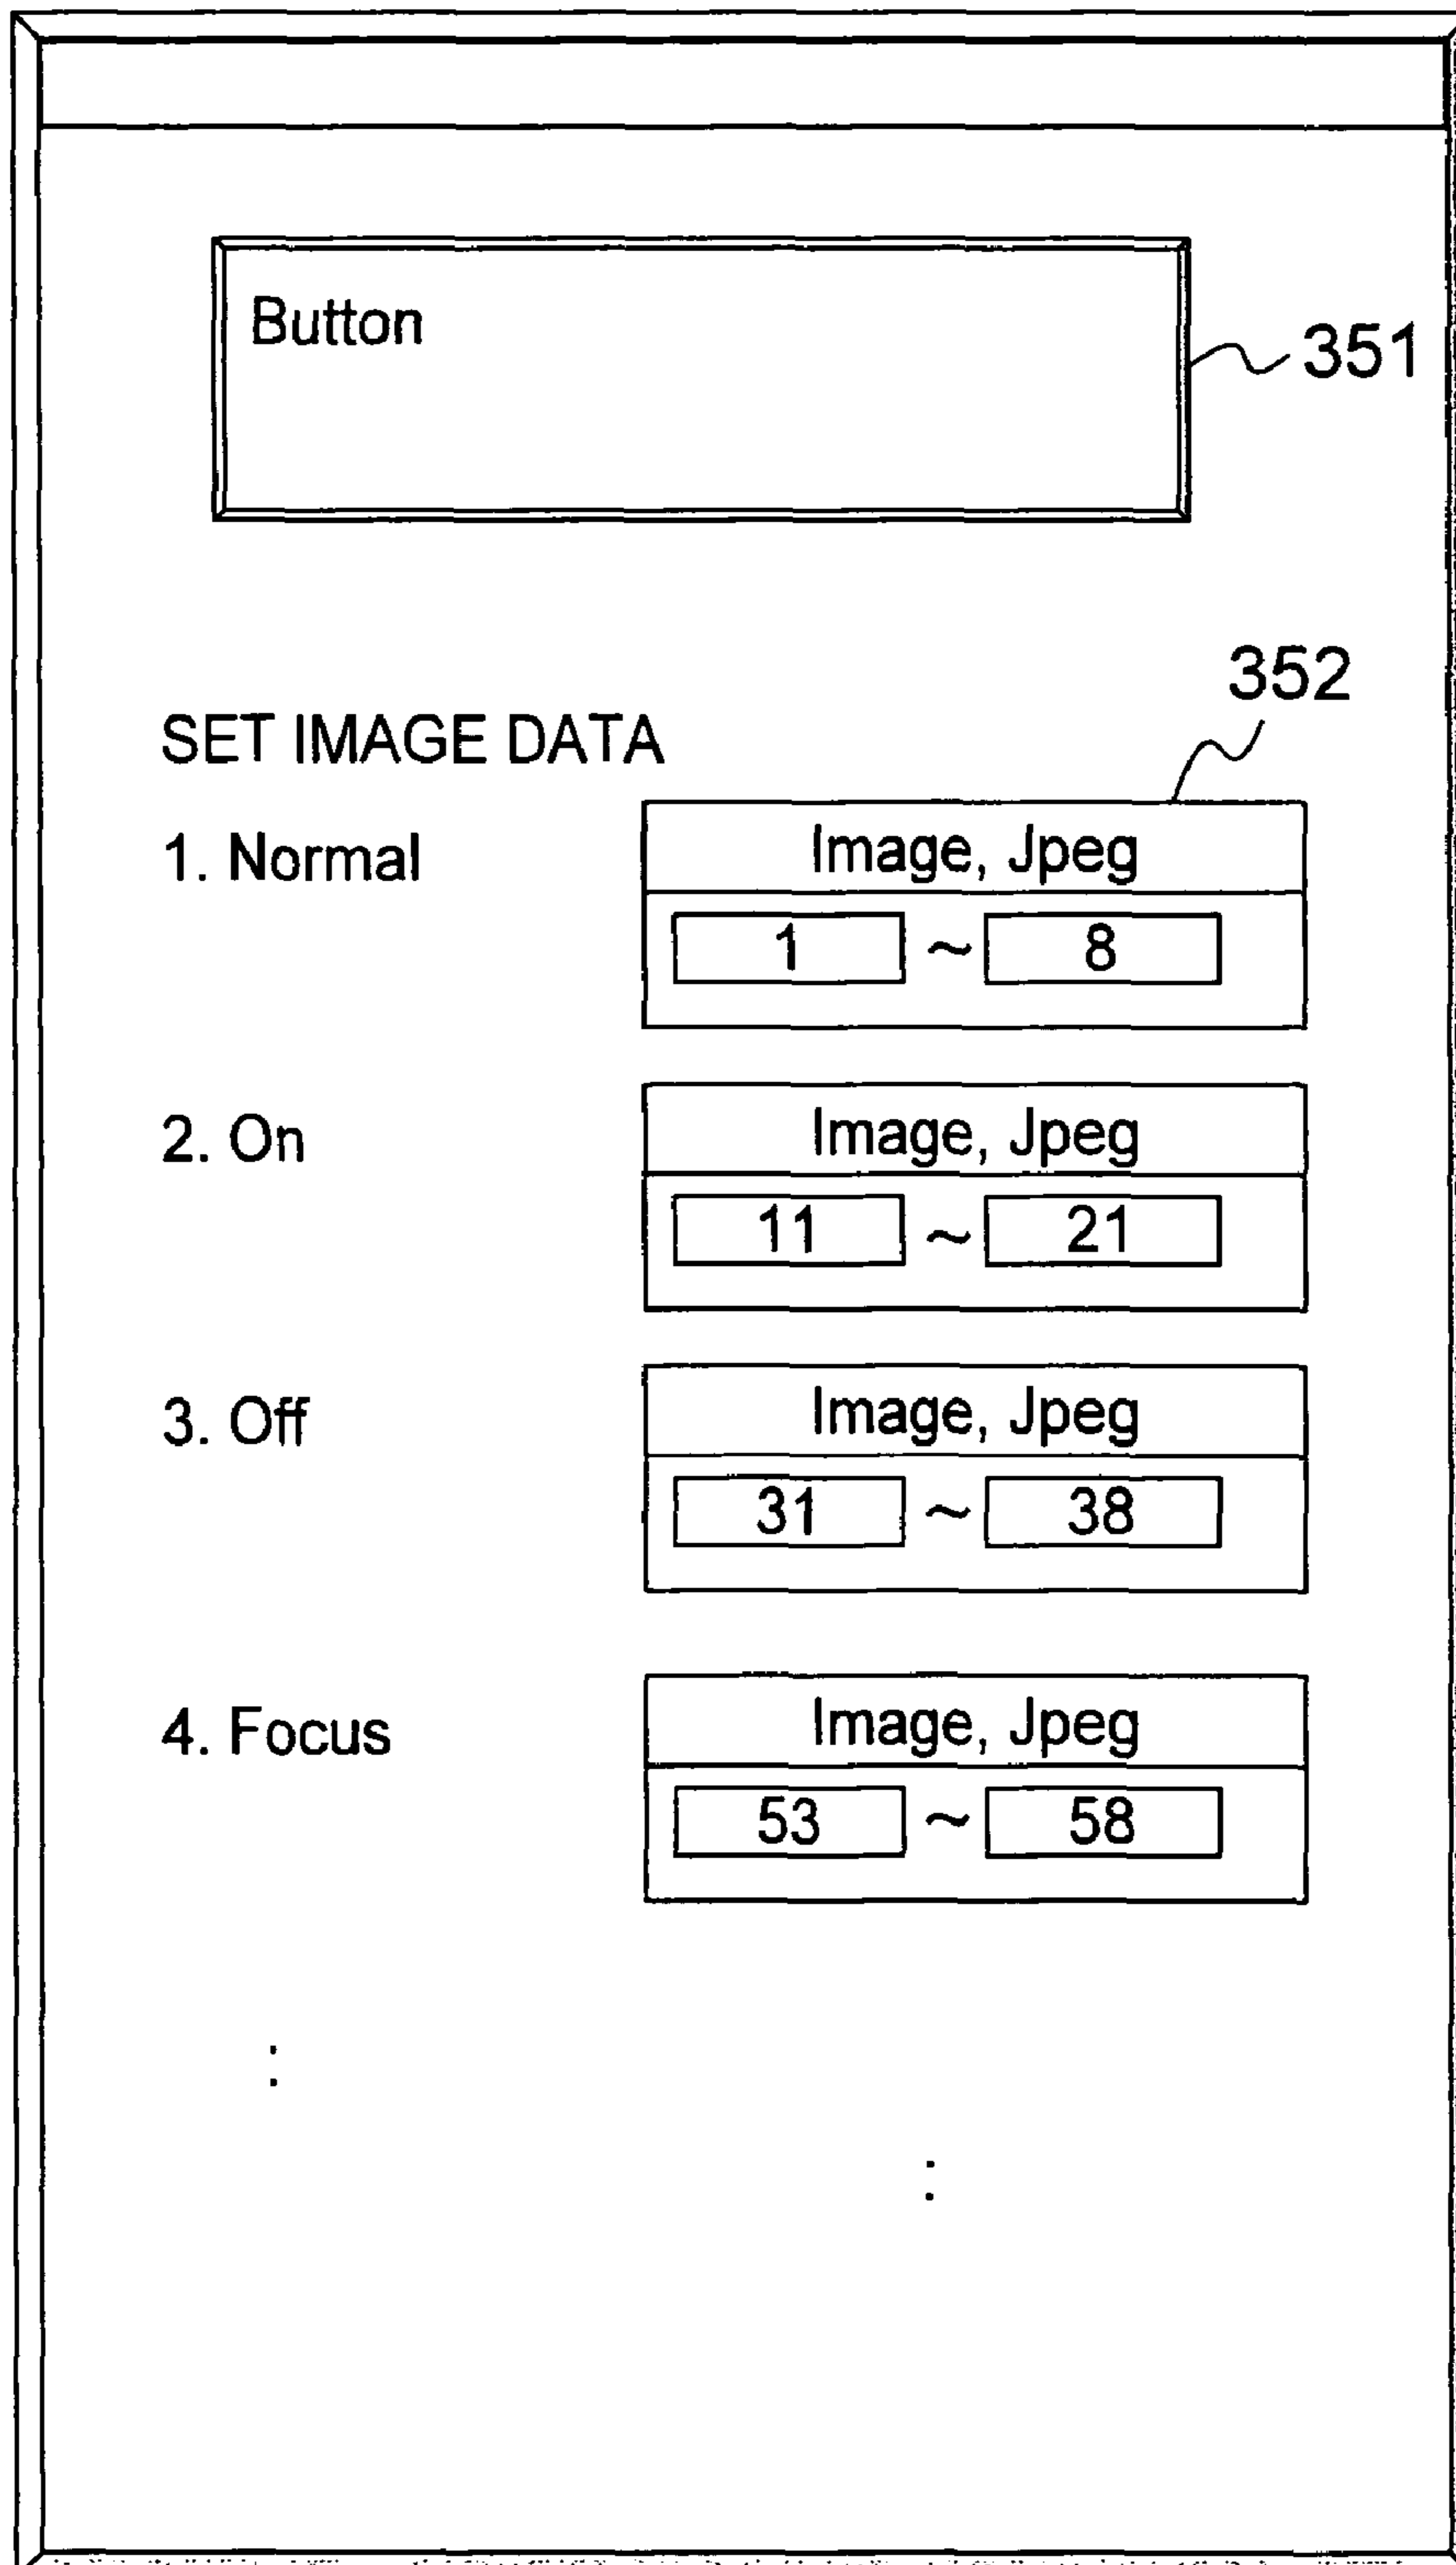 Button
351
352
SET IMAGE DATA
1. Normal
Image, Jpeg
1 ~ 8
2. On
Image, Jpeg
11 ~ 21
3. Off
Image, Jpeg
31 ~ 38
4. Focus
Image, Jpeg
53 ~ 58
:
: